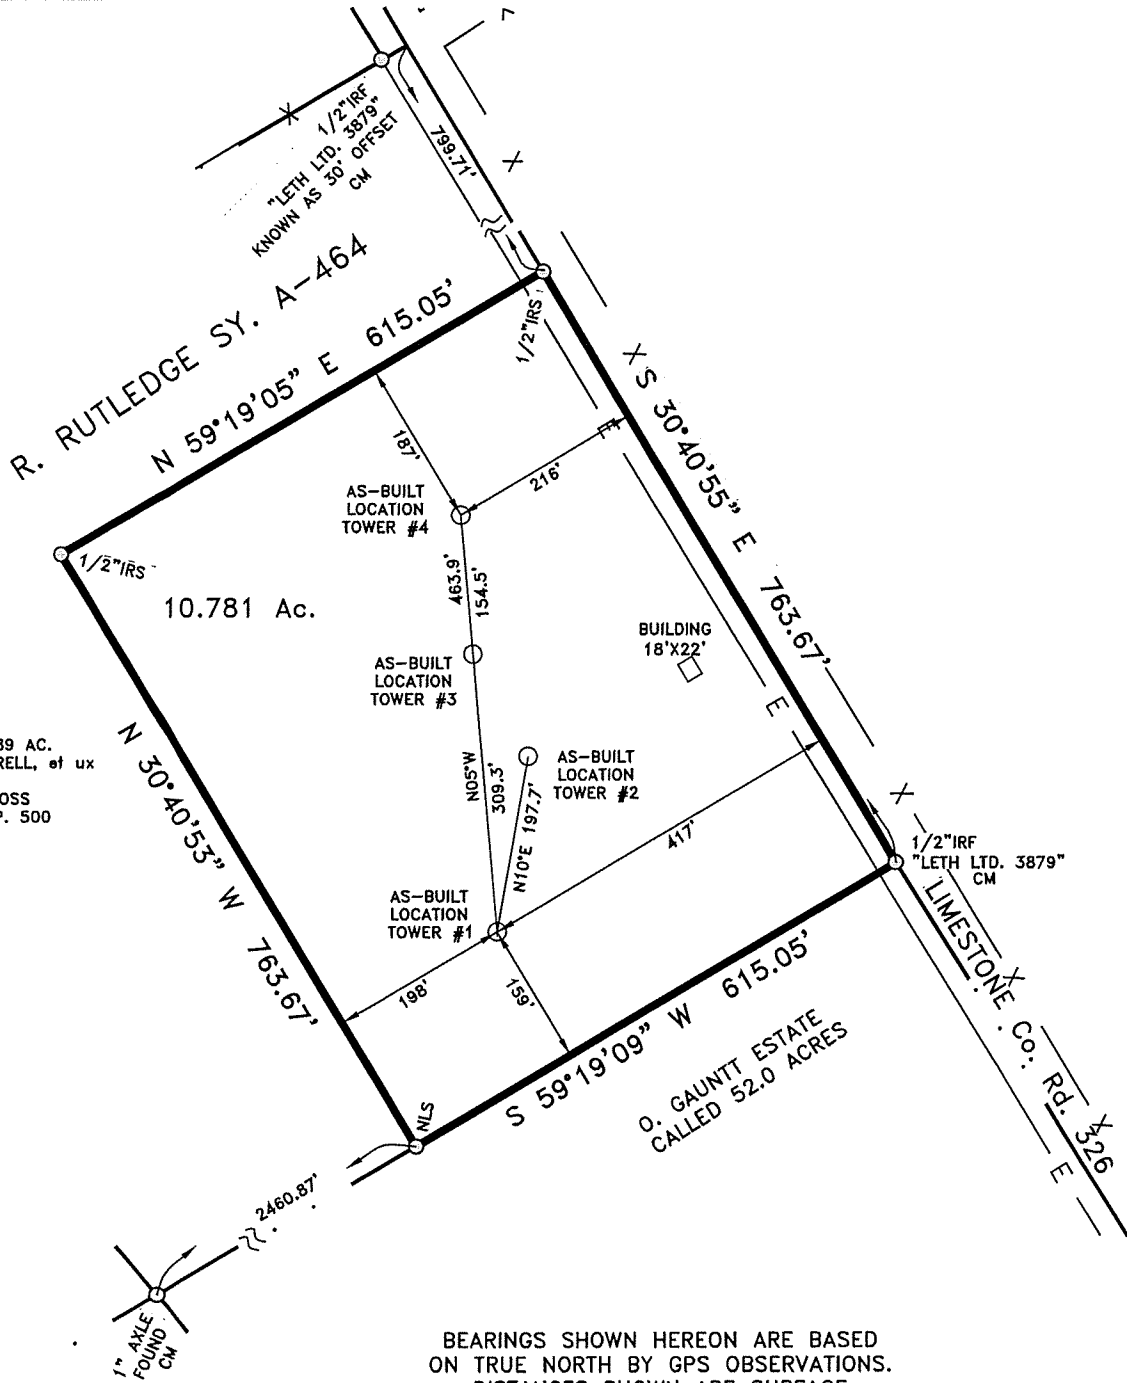 1/2"IRF
"LETH LTD. 3879"
KNOWN AS 30' OFFSET
CM
799.71'
R. RUTLEDGE SY. A-464
N 59°19'05" E 615.05'
1/2"IRS
X S 30°40'55" E 763.67'
187'
216'
AS-BUILT
LOCATION
TOWER #4
1/2"IRS
10.781 Ac.
463.9'
154.5'
BUILDING
18'X22'
AS-BUILT
LOCATION
TOWER #3
39 AC.
RELL, et ux
OSS
P. 500
N 30°40'53" W 763.67'
N05°W
309.3'
AS-BUILT
LOCATION
TOWER #2
N10°E 197.7'
417'
1/2"IRF
"LETH LTD. 3879"
CM
AS-BUILT
LOCATION
TOWER #1
198'
159'
S 59°19'09" W 615.05'
LIMESTONE Co. Rd. 326
O. GAUNTT ESTATE
CALLED 52.0 ACRES
NLS
2460.87'
1" AXLE
FOUND
CM
X
X
X
X
X
E
E
E
BEARINGS SHOWN HEREON ARE BASED
ON TRUE NORTH BY GPS OBSERVATIONS.
DISTANCES SHOWN ARE SURFACE